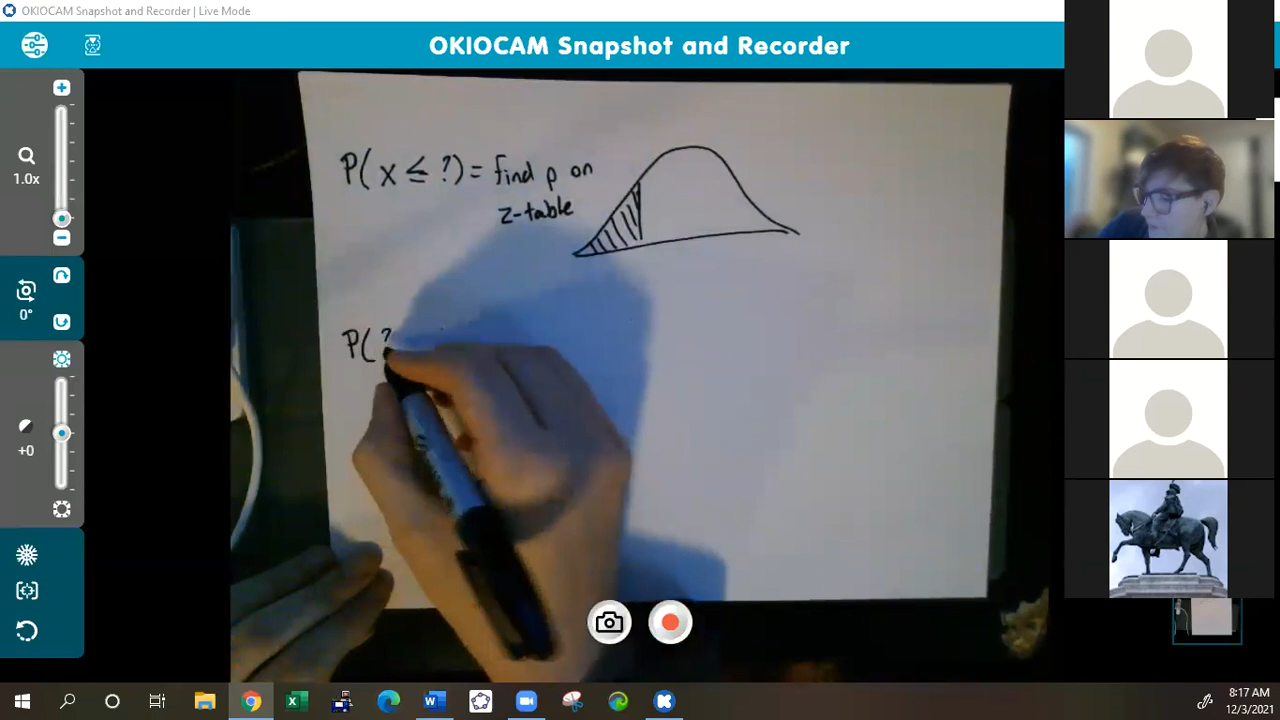 OKIOCAM Snapshot and Recorder | Live Mode
OKIOCAM Snapshot and Recorder
1.0x
0°
+0
P( x ≤ ?) = find p on
z-table
P( ?
8:17 AM
12/3/2021